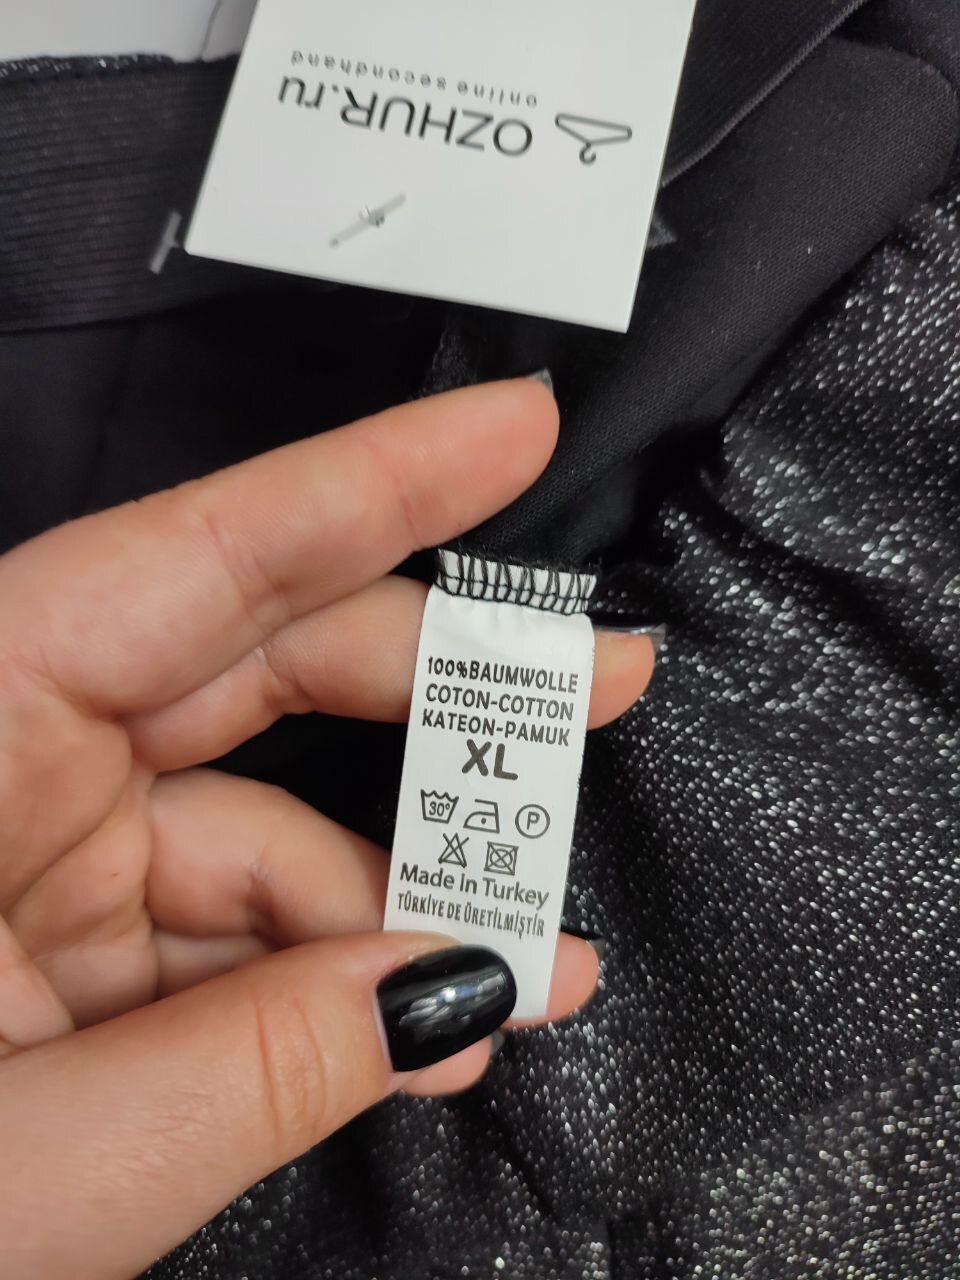 OZHUR.ru
online secondhand
100%BAUMWOLLE
COTON-COTTON
KATEON-PAMUK
XL
30°
P
Made in Turkey
TÜRKİYE DE ÜRETİLMİŞTİR